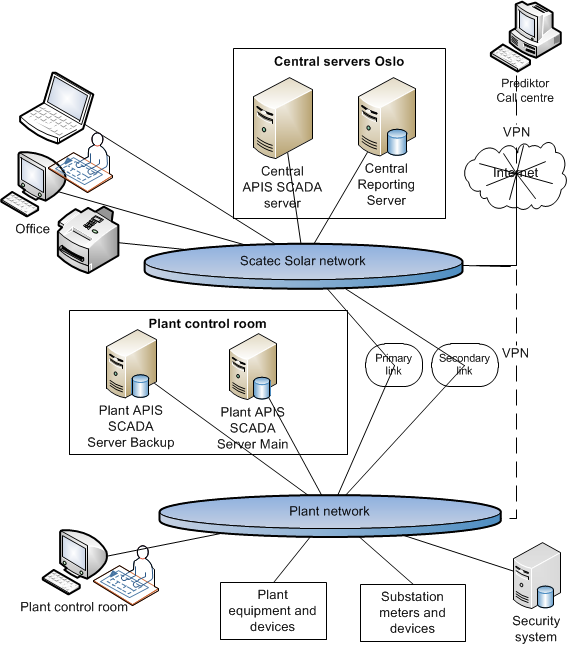 Central servers Oslo
Central
APIS SCADA
server
Central
Reporting
Server
Prediktor
Call centre
VPN
Internet
Office
Scatec Solar network
Plant control room
Plant APIS
SCADA
Server Backup
Plant APIS
SCADA
Server Main
Primary
link
Secondary
link
VPN
Plant network
Plant control room
Plant
equipment and
devices
Substation
meters and
devices
Security
system